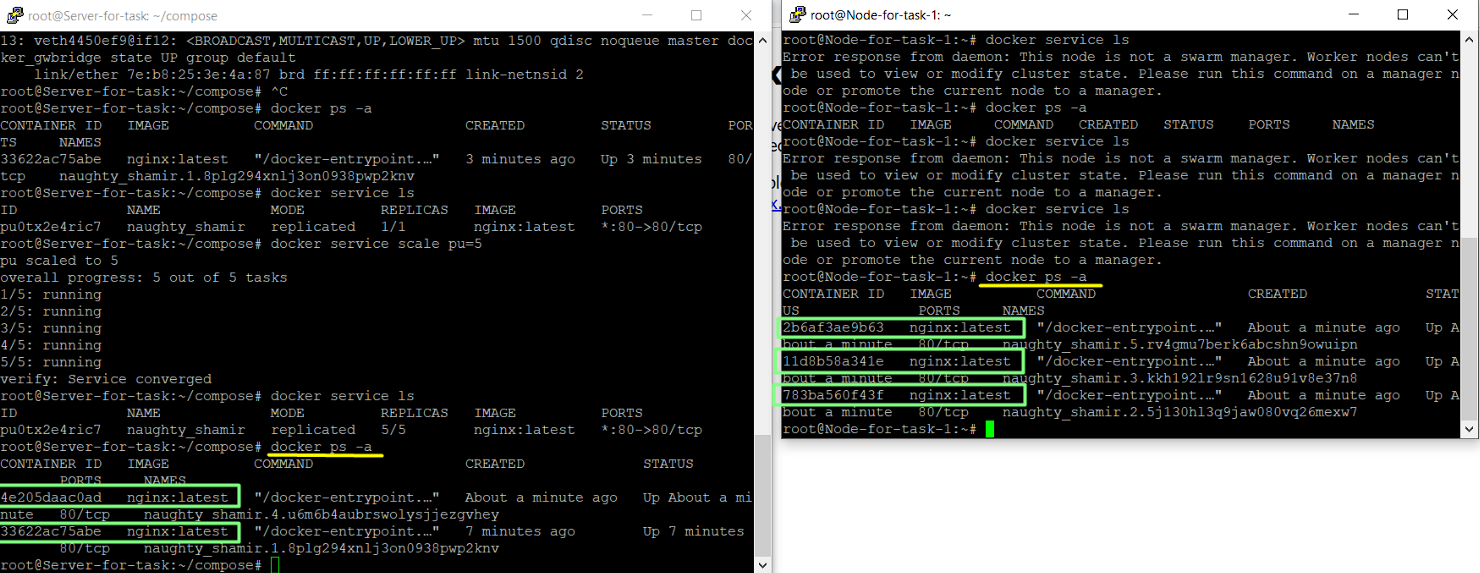 root@Server-for-task: ~/compose
13: veth4450ef9@if12: <BROADCAST,MULTICAST,UP,LOWER_UP> mtu 1500 qdisc noqueue master doc
ker_gwbridge state UP group default
    link/ether 7e:b8:25:3e:4a:87 brd ff:ff:ff:ff:ff:ff link-netnsid 2
root@Server-for-task:~/compose# ^C
root@Server-for-task:~/compose# docker ps -a
CONTAINER ID   IMAGE          COMMAND                  CREATED         STATUS         POR
TS     NAMES
33622ac75abe   nginx:latest   "/docker-entrypoint.…"   3 minutes ago   Up 3 minutes   80/
tcp    naughty_shamir.1.8plg294xnlj3on0938pwp2knv
root@Server-for-task:~/compose# docker service ls
ID             NAME             MODE         REPLICAS   IMAGE          PORTS
pu0tx2e4ric7   naughty_shamir   replicated   1/1        nginx:latest   *:80->80/tcp
root@Server-for-task:~/compose# docker service scale pu=5
pu scaled to 5
overall progress: 5 out of 5 tasks
1/5: running
2/5: running
3/5: running
4/5: running
5/5: running
verify: Service converged
root@Server-for-task:~/compose# docker service ls
ID             NAME             MODE         REPLICAS   IMAGE          PORTS
pu0tx2e4ric7   naughty_shamir   replicated   5/5        nginx:latest   *:80->80/tcp
root@Server-for-task:~/compose# docker ps -a
CONTAINER ID   IMAGE          COMMAND                  CREATED              STATUS
       PORTS     NAMES
4e205daac0ad   nginx:latest   "/docker-entrypoint.…"   About a minute ago   Up About a mi
nute   80/tcp    naughty_shamir.4.u6m6b4aubrswolysjjezgvhey
33622ac75abe   nginx:latest   "/docker-entrypoint.…"   7 minutes ago        Up 7 minutes
       80/tcp    naughty_shamir.1.8plg294xnlj3on0938pwp2knv
root@Server-for-task:~/compose#
root@Node-for-task-1: ~
root@Node-for-task-1:~# docker service ls
Error response from daemon: This node is not a swarm manager. Worker nodes can't
 be used to view or modify cluster state. Please run this command on a manager n
ode or promote the current node to a manager.
root@Node-for-task-1:~# docker ps -a
CONTAINER ID   IMAGE     COMMAND   CREATED   STATUS    PORTS     NAMES
root@Node-for-task-1:~# docker service ls
Error response from daemon: This node is not a swarm manager. Worker nodes can't
 be used to view or modify cluster state. Please run this command on a manager n
ode or promote the current node to a manager.
root@Node-for-task-1:~# docker service ls
Error response from daemon: This node is not a swarm manager. Worker nodes can't
 be used to view or modify cluster state. Please run this command on a manager n
ode or promote the current node to a manager.
root@Node-for-task-1:~# docker ps -a
CONTAINER ID   IMAGE          COMMAND                  CREATED              STAT
US              PORTS     NAMES
2b6af3ae9b63   nginx:latest   "/docker-entrypoint.…"   About a minute ago   Up A
bout a minute   80/tcp    naughty_shamir.5.rv4gmu7berk6abcshn9owuipn
11d8b58a341e   nginx:latest   "/docker-entrypoint.…"   About a minute ago   Up A
bout a minute   80/tcp    naughty_shamir.3.kkh192lr9sn1628u91v8e37n8
783ba560f43f   nginx:latest   "/docker-entrypoint.…"   About a minute ago   Up A
bout a minute   80/tcp    naughty_shamir.2.5j130hl3q9jaw080vq26mexw7
root@Node-for-task-1:~#